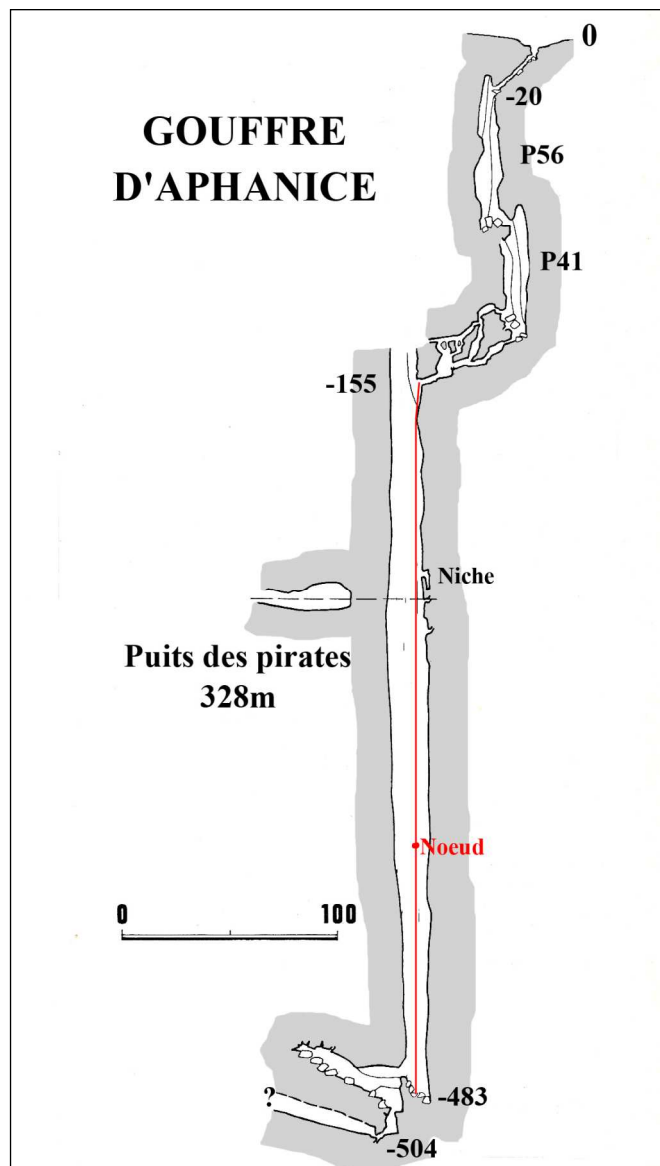 0
GOUFFRE
D'APHANICE
-20
P56
P41
-155
Niche
Puits des pirates
328m
Noeud
0 100
-483
?
-504